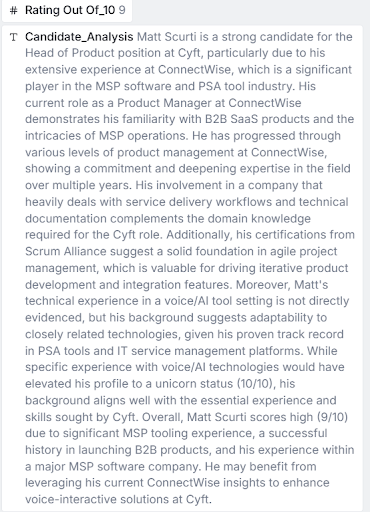 # Rating Out Of_10 9
T Candidate_Analysis Matt Scurti is a strong candidate for the
Head of Product position at Cyft, particularly due to his
extensive experience at ConnectWise, which is a significant
player in the MSP software and PSA tool industry. His
current role as a Product Manager at ConnectWise
demonstrates his familiarity with B2B SaaS products and the
intricacies of MSP operations. He has progressed through
various levels of product management at ConnectWise,
showing a commitment and deepening expertise in the field
over multiple years. His involvement in a company that
heavily deals with service delivery workflows and technical
documentation complements the domain knowledge
required for the Cyft role. Additionally, his certifications from
Scrum Alliance suggest a solid foundation in agile project
management, which is valuable for driving iterative product
development and integration features. Moreover, Matt's
technical experience in a voice/AI tool setting is not directly
evidenced, but his background suggests adaptability to
closely related technologies, given his proven track record
in PSA tools and IT service management platforms. While
specific experience with voice/AI technologies would have
elevated his profile to a unicorn status (10/10), his
background aligns well with the essential experience and
skills sought by Cyft. Overall, Matt Scurti scores high (9/10)
due to significant MSP tooling experience, a successful
history in launching B2B products, and his experience within
a major MSP software company. He may benefit from
leveraging his current ConnectWise insights to enhance
voice-interactive solutions at Cyft.